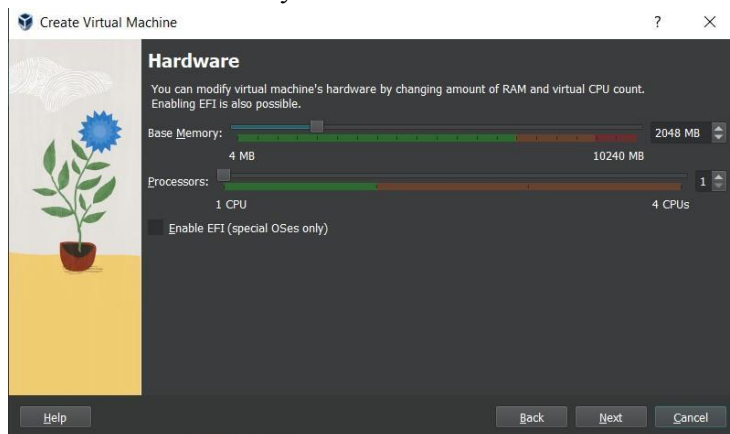 Create Virtual Machine
Hardware
You can modify virtual machine's hardware by changing amount of RAM and virtual CPU count.
Enabling EFI is also possible.
Base Memory: 2048 MB
4 MB 10240 MB
Processors: 1
1 CPU 4 CPUs
Enable EFI (special OSes only)
Help Back Next Cancel